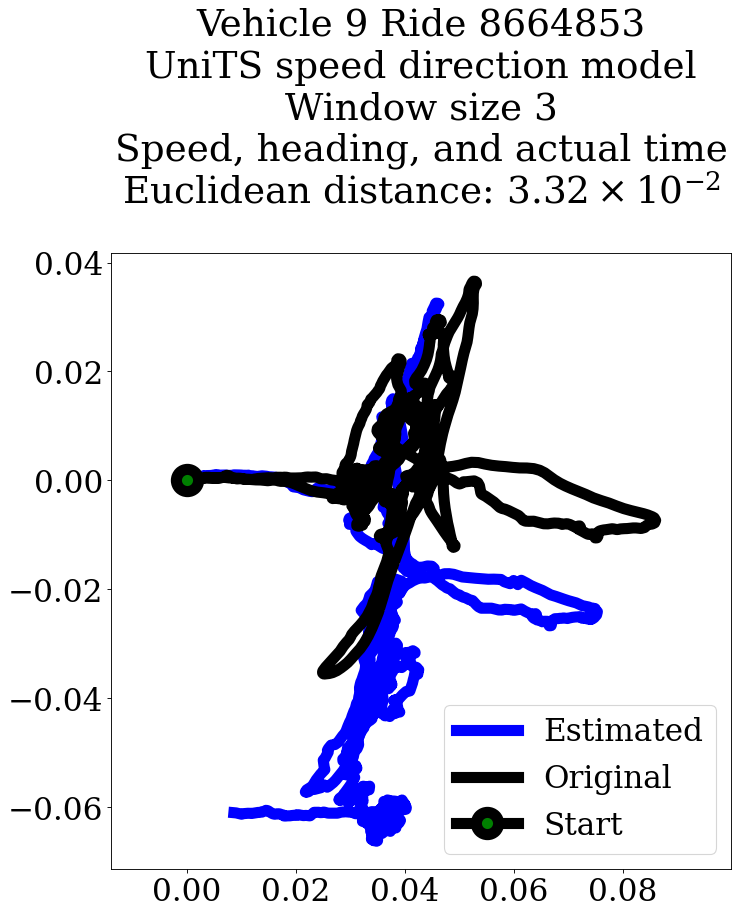 Vehicle 9 Ride 8664853
UniTS speed direction model
Window size 3
Speed, heading, and actual time
Euclidean distance: 3.32 × 10⁻²
0.04
0.02
0.00
−0.02
−0.04
−0.06
Estimated
Original
Start
0.00 0.02 0.04 0.06 0.08